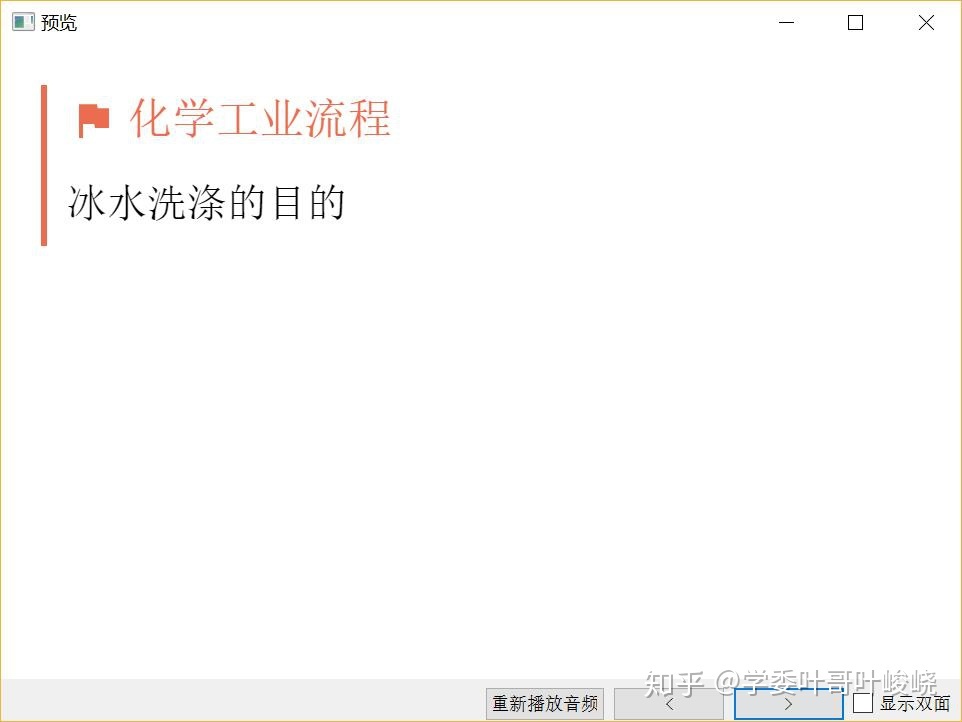 预览
化学工业流程
冰水洗涤的目的
知乎 @学委叶哥叶峻峣
重新播放音频 < > 显示双面